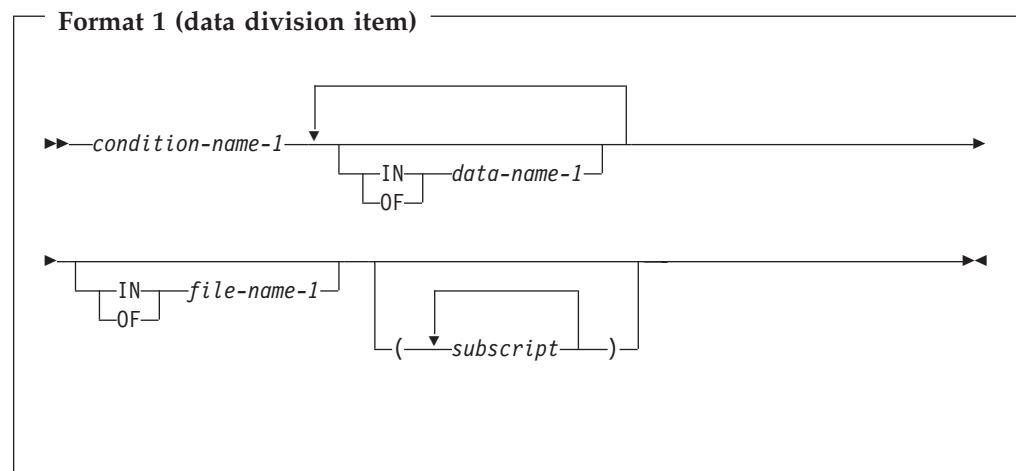 Format 1 (data division item)
condition-name-1
IN data-name-1
OF
IN file-name-1
OF
( subscript )